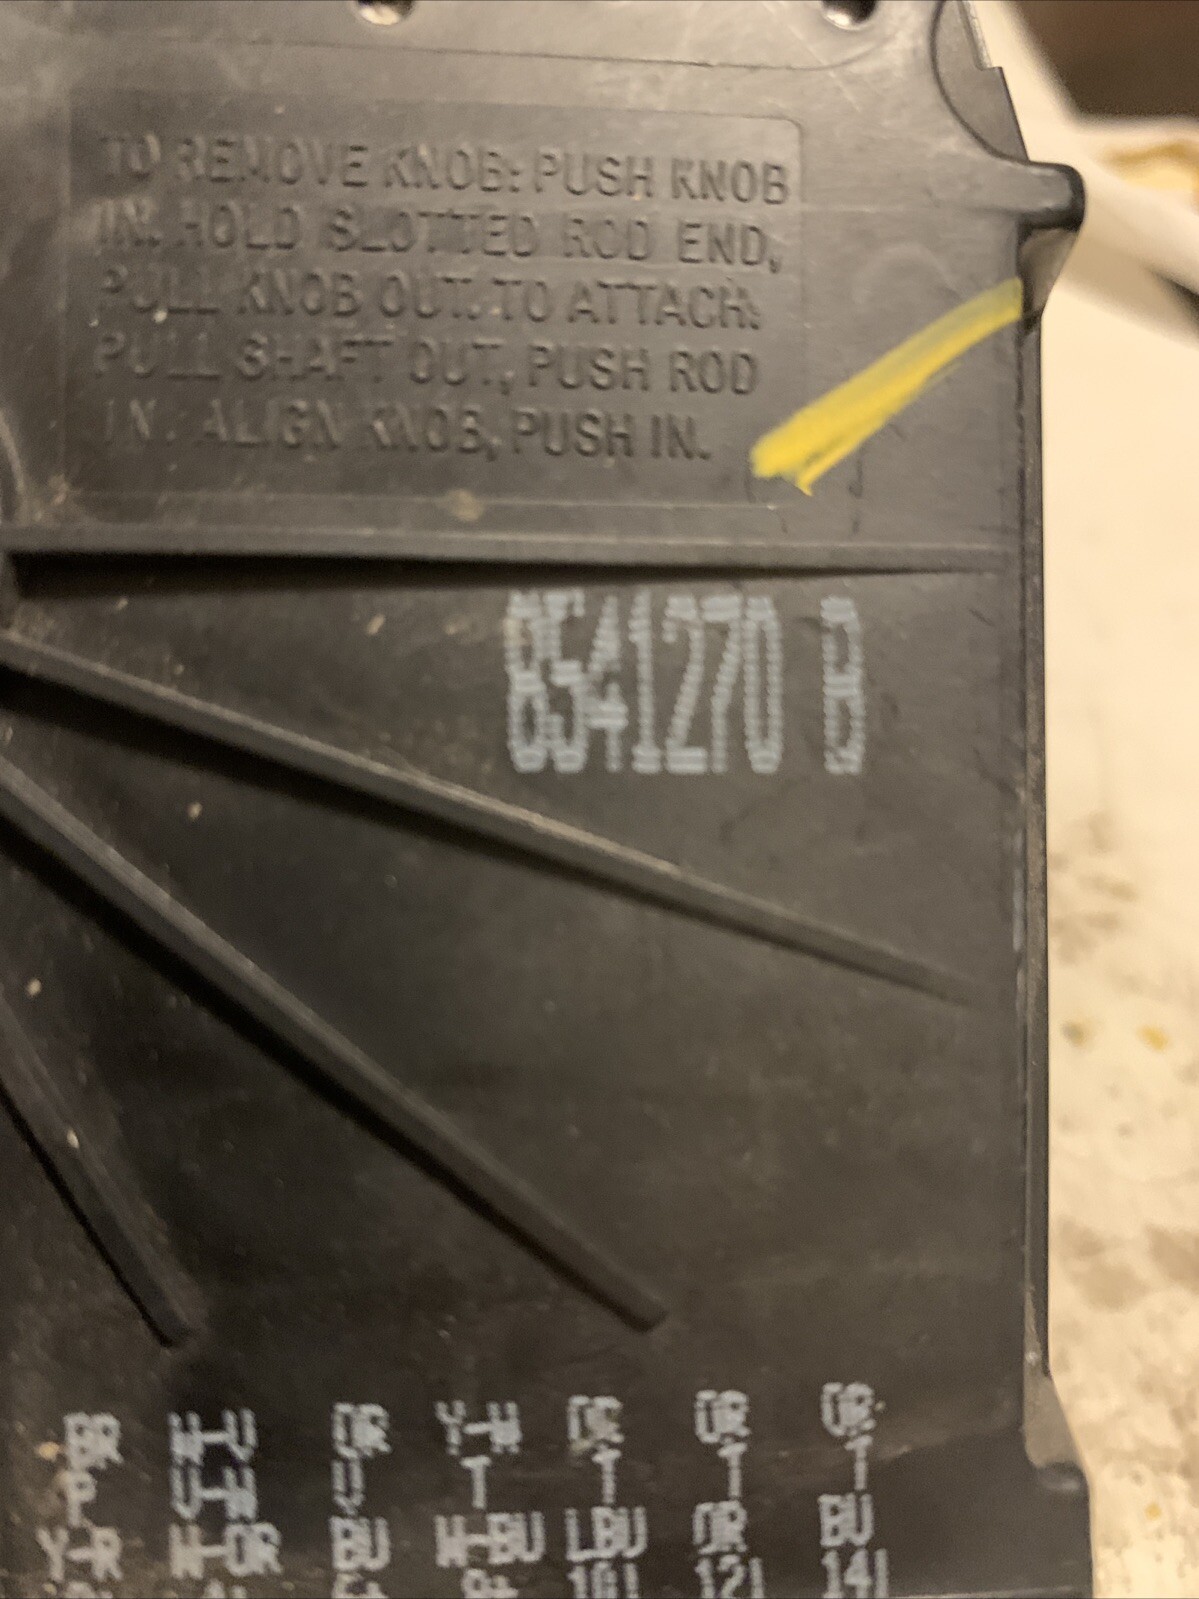 TO REMOVE KNOB: PUSH KNOB
IN. HOLD SLOTTED ROD END,
PULL KNOB OUT. TO ATTACH:
PULL SHAFT OUT, PUSH ROD
IN. ALIGN KNOB, PUSH IN.
8541270 B
BR OR Y-R OR OR OR
P V T T T T
Y-R W-OR BU W-BU LBU OR BU
10 12 14